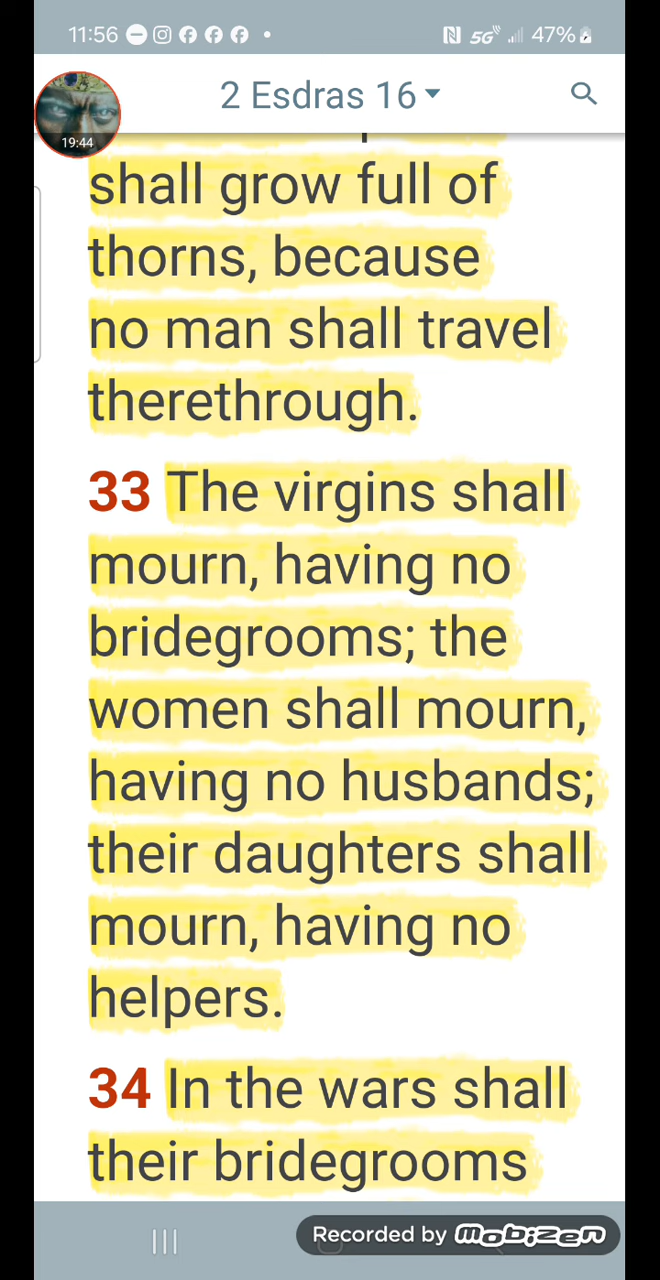 11:56
5G
47%
19:44
2 Esdras 16
shall grow full of
thorns, because
no man shall travel
therethrough.
33 The virgins shall
mourn, having no
bridegrooms; the
women shall mourn,
having no husbands;
their daughters shall
mourn, having no
helpers.
34 In the wars shall
their bridegrooms
Recorded by Mobizen